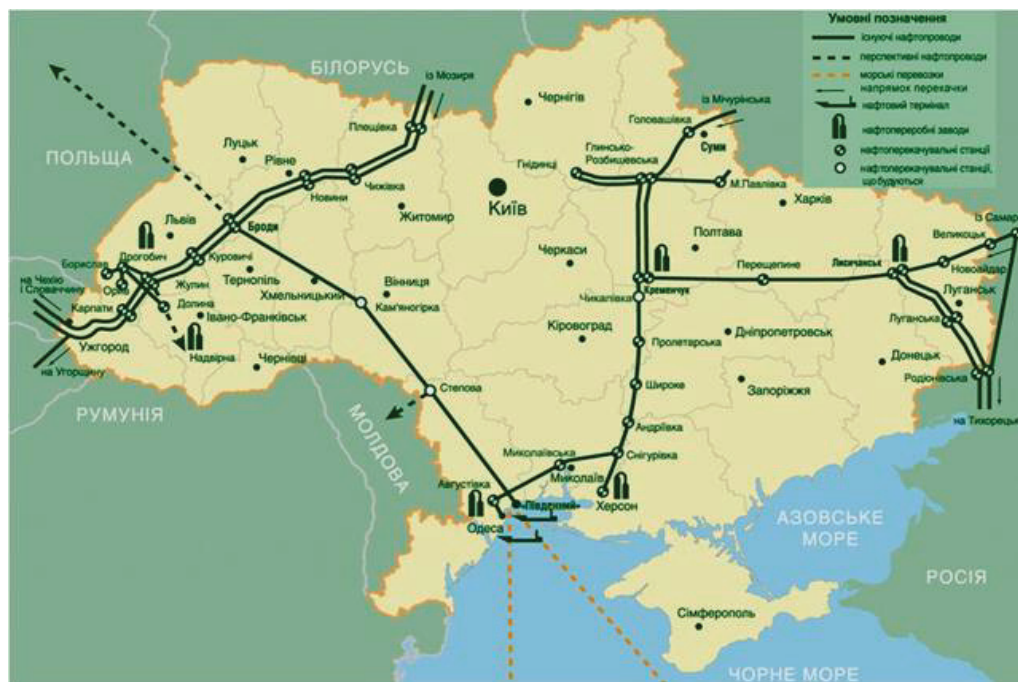 Умовні позначення
існуючі нафтопроводи
перспективні нафтопроводи
морські перевозки
напрямок перекачки
нафтовий термінал
нафтопереробні заводи
нафтоперекачувальні станції
нафтоперекачувальні станції,
що будуються
БІЛОРУСЬ
із Мозиря
Чернігів
із Мічурінська
Головашівка
Суми
Плещівка
Глинсько-
Розбишевська
Гнідинці
М.Павлівка
Луцьк
ПОЛЬЩА
Рівне
Новини
Чижівка
Житомир
Київ
Харків
Полтава
із Самари
Великоцьк
Львів
Броди
Дрогобич
Борислав
Орів
Куровичі
Жулин
Тернопіль
Хмельницький
Вінниця
Кам'яногірка
Черкаси
Кременчук
Перещепине
Лисичанськ
Новоайдар
Луганськ
Луганська
на Чехію
і Словаччину
Карпати
Долина
Івано-Франківськ
Чикалівка
Кіровоград
Дніпропетровськ
Пролетарська
Ужгород
на Угорщину
Надвірна
Чернівці
Донецьк
Родіонівська
Запоріжжя
Широке
Степова
РУМУНІЯ
МОЛДОВА
на Тихорецьк
Андріївка
Миколаївська
Снігурівка
Миколаїв
Августівка
«Південний»
Херсон
Одеса
АЗОВСЬКЕ
МОРЕ
РОСІЯ
Сімферополь
ЧОРНЕ МОРЕ